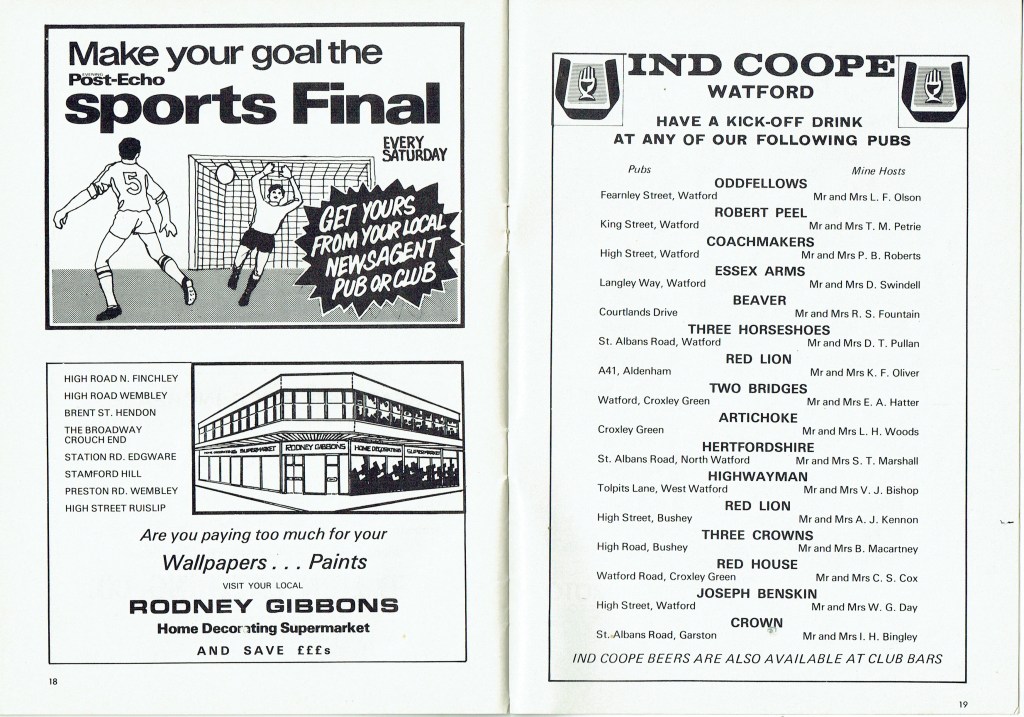 Make your goal the
EVENING
Post-Echo
sports Final
EVERY
SATURDAY
5
GET YOURS
FROM YOUR LOCAL
NEWSAGENT
PUB OR CLUB
HIGH ROAD N. FINCHLEY
HIGH ROAD WEMBLEY
BRENT ST. HENDON
THE BROADWAY
CROUCH END
STATION RD. EDGWARE
STAMFORD HILL
PRESTON RD. WEMBLEY
HIGH STREET RUISLIP
HOME DECORATING SUPERMARKET
RODNEY GIBBONS
HOME DECORATING SUPERMARKET
Are you paying too much for your
Wallpapers . . . Paints
VISIT YOUR LOCAL
RODNEY GIBBONS
Home Decorating Supermarket
AND SAVE £££s
18
IND COOPE
WATFORD
HAVE A KICK-OFF DRINK
AT ANY OF OUR FOLLOWING PUBS
Pubs Mine Hosts
ODDFELLOWS
Fearnley Street, Watford Mr and Mrs L. F. Olson
ROBERT PEEL
King Street, Watford Mr and Mrs T. M. Petrie
COACHMAKERS
High Street, Watford Mr and Mrs P. B. Roberts
ESSEX ARMS
Langley Way, Watford Mr and Mrs D. Swindell
BEAVER
Courtlands Drive Mr and Mrs R. S. Fountain
THREE HORSESHOES
St. Albans Road, Watford Mr and Mrs D. T. Pullan
RED LION
A41, Aldenham Mr and Mrs K. F. Oliver
TWO BRIDGES
Watford, Croxley Green Mr and Mrs E. A. Hatter
ARTICHOKE
Croxley Green Mr and Mrs L. H. Woods
HERTFORDSHIRE
St. Albans Road, North Watford Mr and Mrs S. T. Marshall
HIGHWAYMAN
Tolpits Lane, West Watford Mr and Mrs V. J. Bishop
RED LION
High Street, Bushey Mr and Mrs A. J. Kennon
THREE CROWNS
High Road, Bushey Mr and Mrs B. Macartney
RED HOUSE
Watford Road, Croxley Green Mr and Mrs C. S. Cox
JOSEPH BENSKIN
High Street, Watford Mr and Mrs W. G. Day
CROWN
St. Albans Road, Garston Mr and Mrs I. H. Bingley
IND COOPE BEERS ARE ALSO AVAILABLE AT CLUB BARS
19